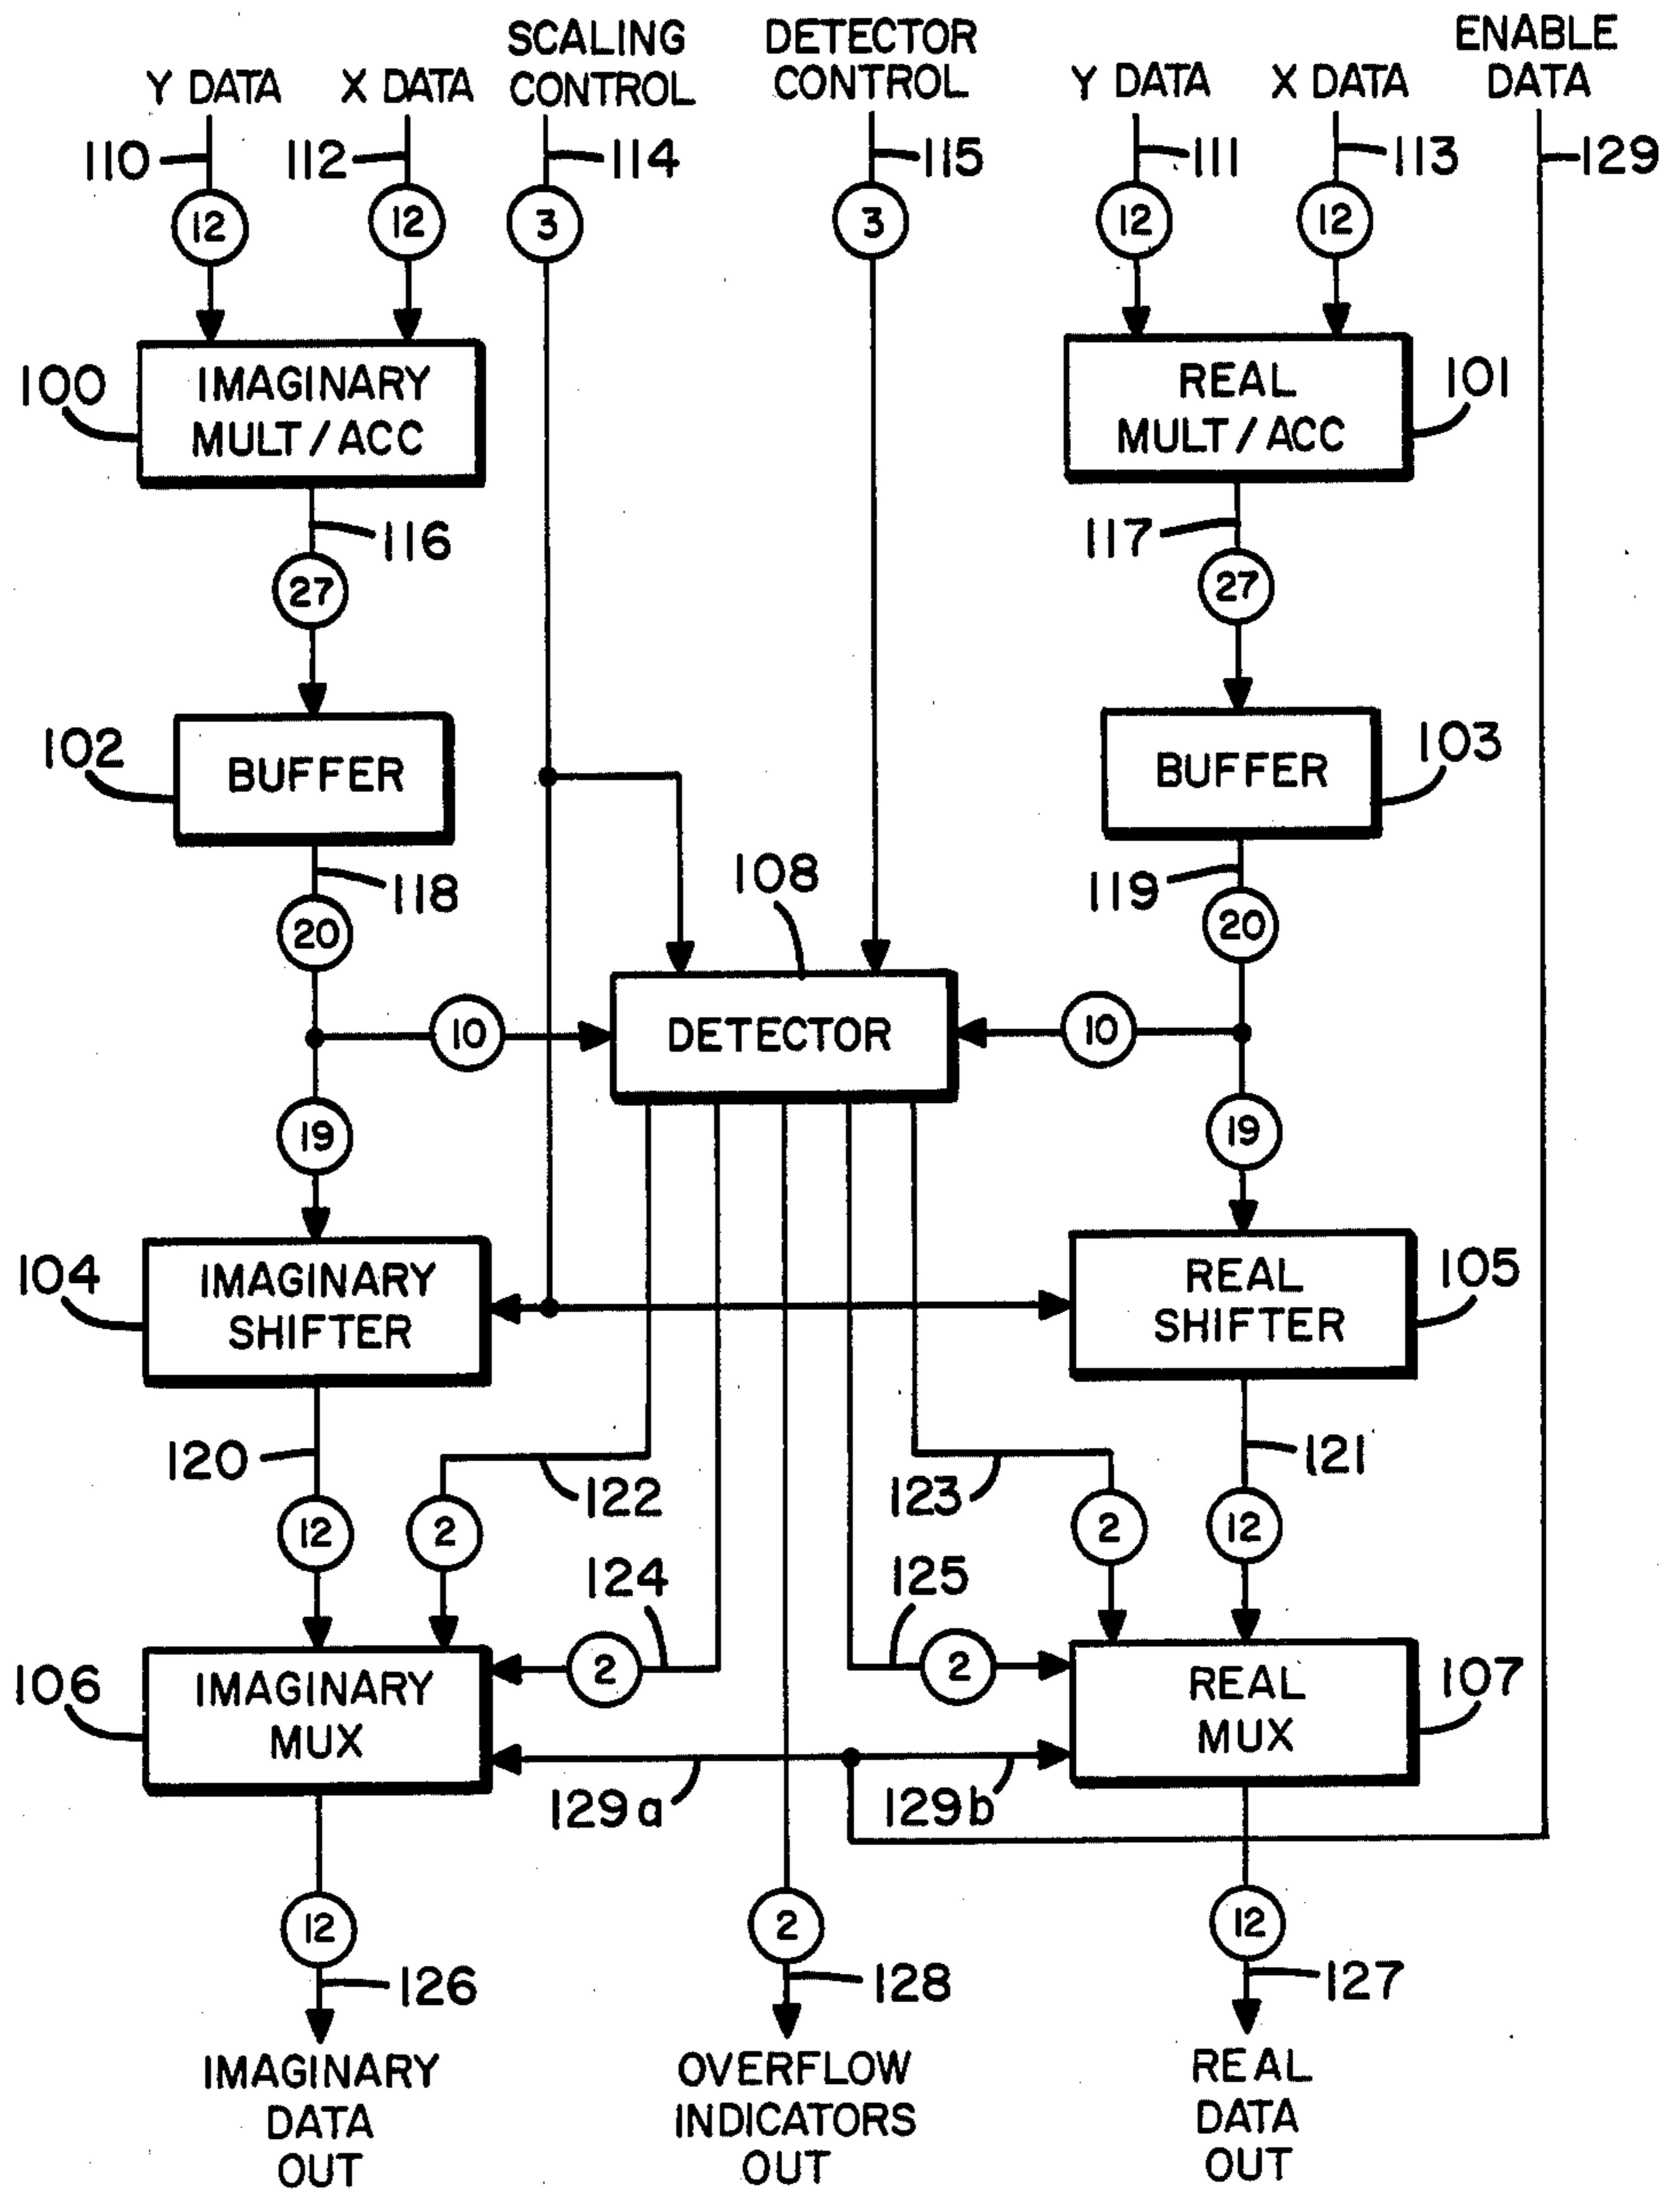 Y DATA
X DATA
SCALING
CONTROL
DETECTOR
CONTROL
Y DATA
X DATA
ENABLE
DATA
110
112
114
115
111
113
129
12
12
3
3
12
12
100
IMAGINARY
MULT/ACC
REAL
MULT/ACC
101
116
117
27
27
102
BUFFER
BUFFER
103
118
108
119
20
20
10
DETECTOR
10
19
19
104
IMAGINARY
SHIFTER
REAL
SHIFTER
105
120
122
123
121
12
2
2
12
124
125
106
IMAGINARY
MUX
2
2
REAL
MUX
107
129a
129b
12
2
12
126
128
127
IMAGINARY
DATA
OUT
OVERFLOW
INDICATORS
OUT
REAL
DATA
OUT